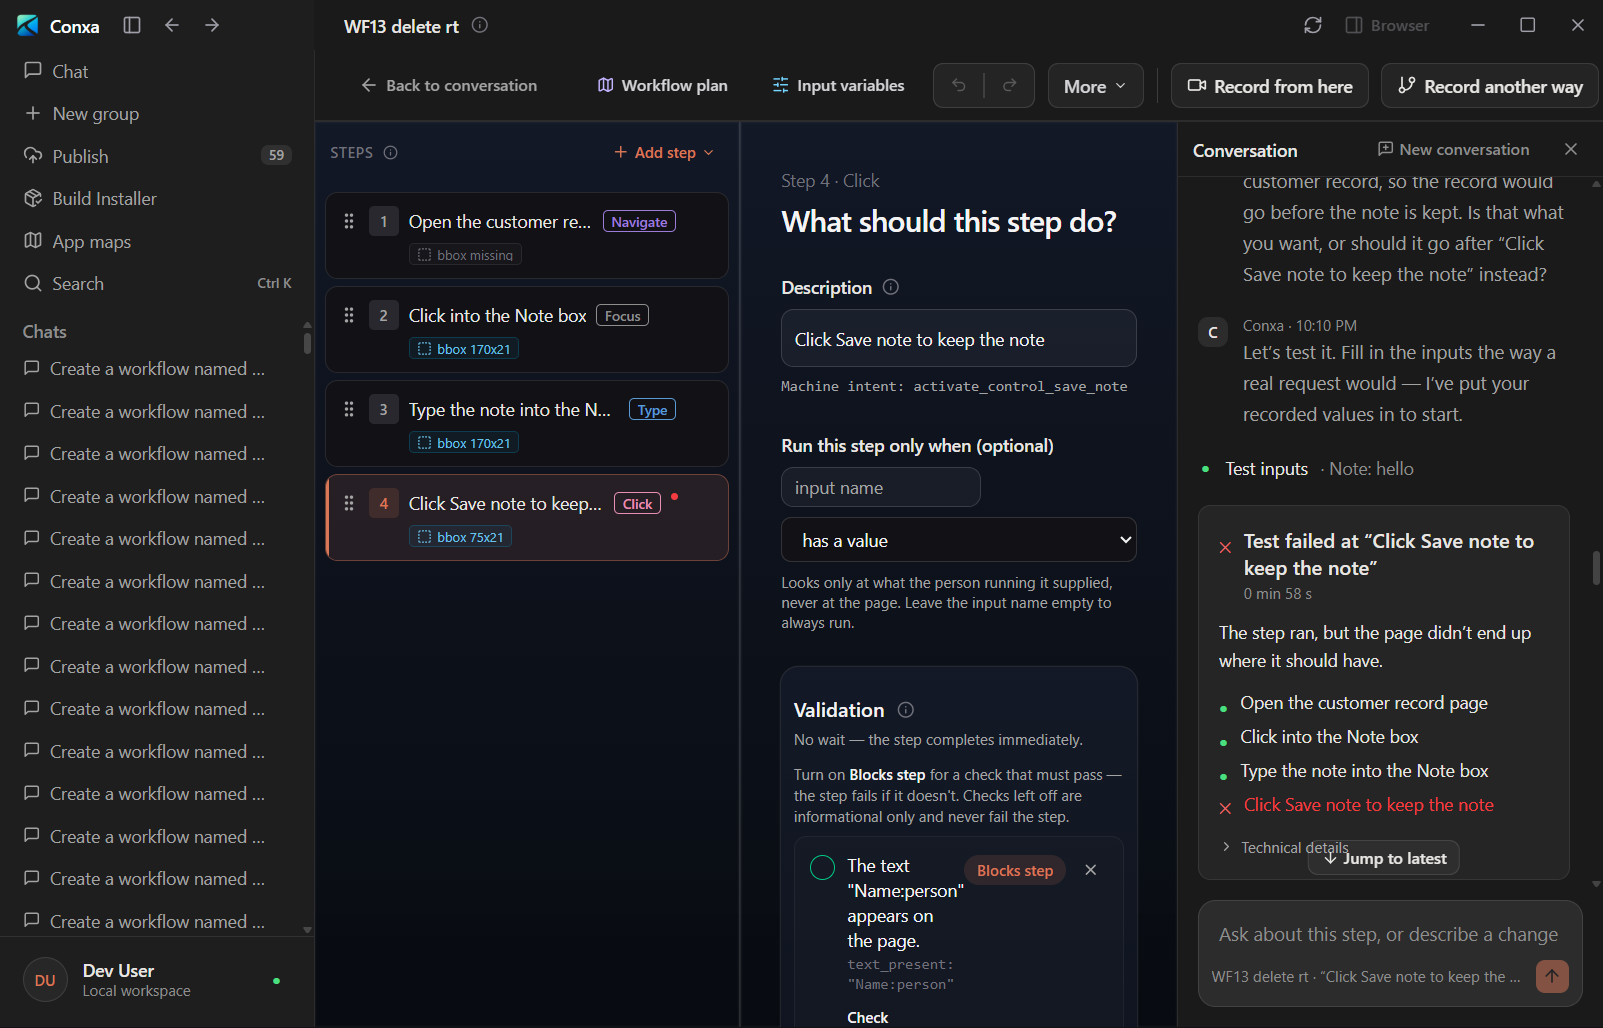 Conxa
WF13 delete rt
Browser
Chat
New group
Publish
59
Build Installer
App maps
Search
Ctrl K
Chats
Create a workflow named ...
Create a workflow named ...
Create a workflow named ...
Create a workflow named ...
Create a workflow named ...
Create a workflow named ...
Create a workflow named ...
Create a workflow named ...
Create a workflow named ...
Create a workflow named ...
Create a workflow named ...
Create a workflow named ...
Create a workflow named ...
Create a workflow named ...
DU
Dev User
Local workspace
Back to conversation
Workflow plan
Input variables
More
Record from here
Record another way
STEPS
Add step
1
Open the customer re...
Navigate
bbox missing
2
Click into the Note box
Focus
bbox 170x21
3
Type the note into the N...
Type
bbox 170x21
4
Click Save note to keep...
Click
bbox 75x21
Step 4 · Click
What should this step do?
Description
Click Save note to keep the note
Machine intent: activate_control_save_note
Run this step only when (optional)
input name
has a value
Looks only at what the person running it supplied,
never at the page. Leave the input name empty to
always run.
Validation
No wait — the step completes immediately.
Turn on Blocks step for a check that must pass —
the step fails if it doesn't. Checks left off are
informational only and never fail the step.
The text
"Name:person"
appears on
the page.
Blocks step
text_present:
"Name:person"
Check
Conversation
New conversation
customer record, so the record would
go before the note is kept. Is that what
you want, or should it go after “Click
Save note to keep the note” instead?
C
Conxa · 10:10 PM
Let’s test it. Fill in the inputs the way a
real request would — I’ve put your
recorded values in to start.
Test inputs · Note: hello
Test failed at “Click Save note to
keep the note”
0 min 58 s
The step ran, but the page didn’t end up
where it should have.
Open the customer record page
Click into the Note box
Type the note into the Note box
Click Save note to keep the note
Technical details
Jump to latest
Ask about this step, or describe a change
WF13 delete rt · “Click Save note to keep the ...